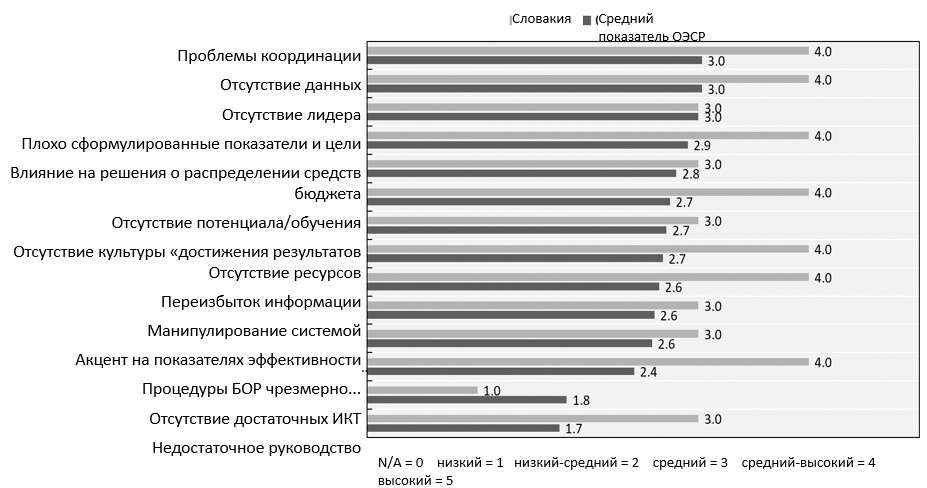 Словакия (Средний
показатель ОЭСР
Проблемы координации 4.0
3.0
Отсутствие данных 4.0
3.0
Отсутствие лидера 3.0
3.0
Плохо сформулированные показатели и цели 4.0
2.9
Влияние на решения о распределении средств 3.0
2.8
бюджета 4.0
2.7
Отсутствие потенциала/обучения 3.0
2.7
Отсутствие культуры «достижения результатов 4.0
2.7
Отсутствие ресурсов 4.0
2.6
Переизбыток информации 3.0
2.6
Манипулирование системой 3.0
2.6
Акцент на показателях эффективности 4.0
2.4
Процедуры БОР чрезмерно... 1.0
1.8
Отсутствие достаточных ИКТ 3.0
1.7
Недостаточное руководство
N/A = 0 низкий = 1 низкий-средний = 2 средний = 3 средний-высокий = 4
высокий = 5